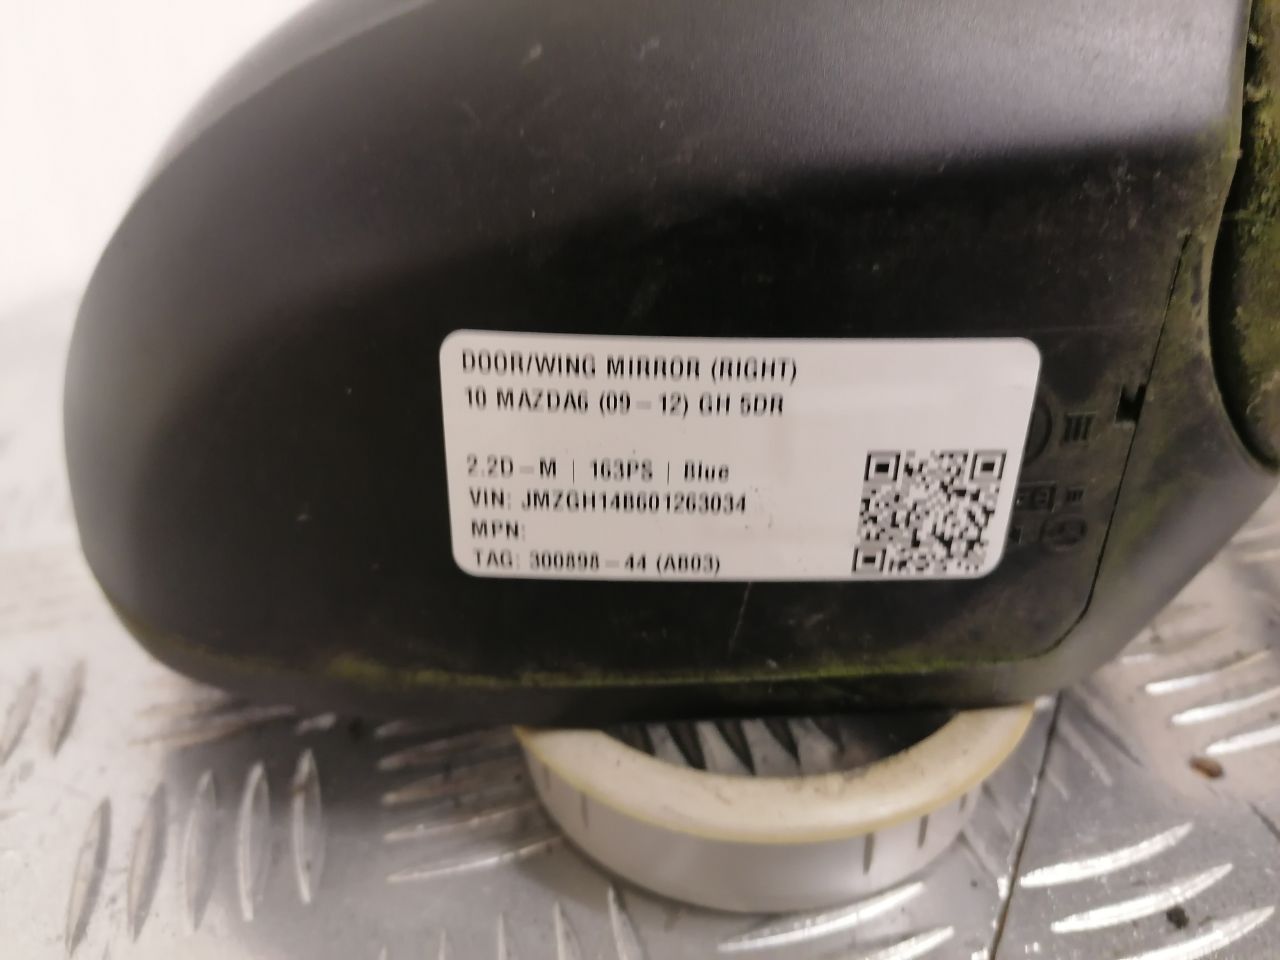 DOOR/WING MIRROR (RIGHT)
10 MAZDA6 (09-12) GH 5DR
2.2D-M | 163PS | Blue
VIN: JMZGH14B601263034
MPN:
TAG: 300898-44 (AB03)